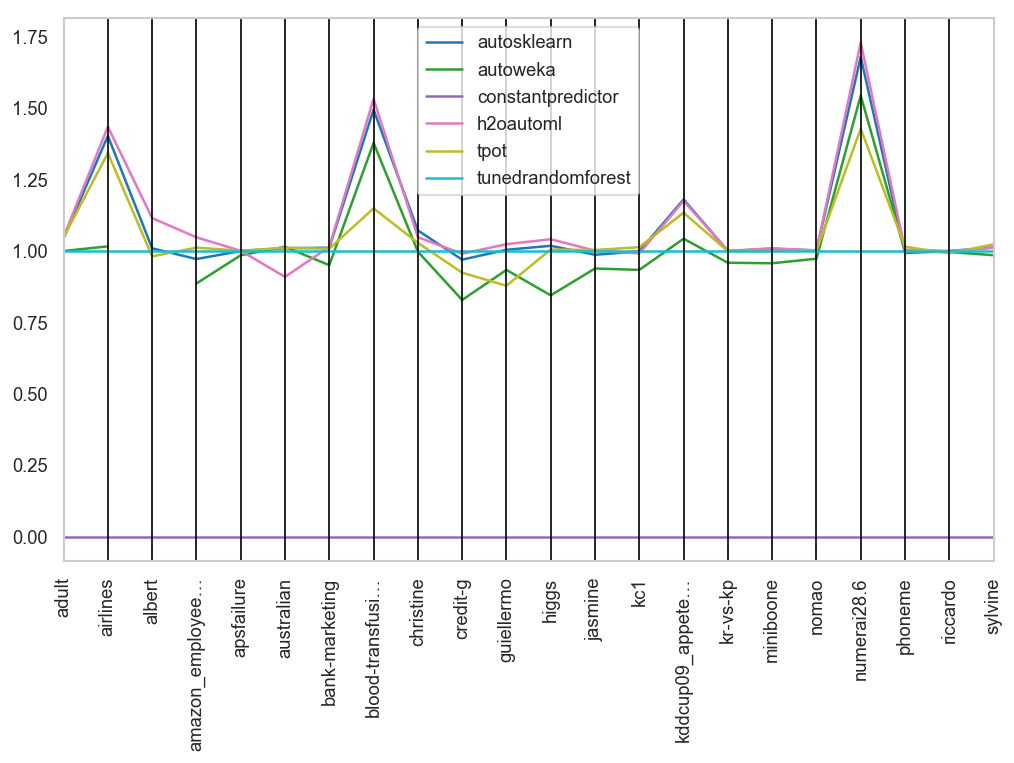 1.75
1.50
1.25
1.00
0.75
0.50
0.25
0.00
autosklearn
autoweka
constantpredictor
h2oautoml
tpot
tunedrandomforest
adult
airlines
albert
amazon_employee...
apsfailure
australian
bank-marketing
blood-transfusi...
christine
credit-g
guiellermo
higgs
jasmine
kc1
kddcup09_appete...
kr-vs-kp
miniboone
nomao
numerai28.6
phoneme
riccardo
sylvine